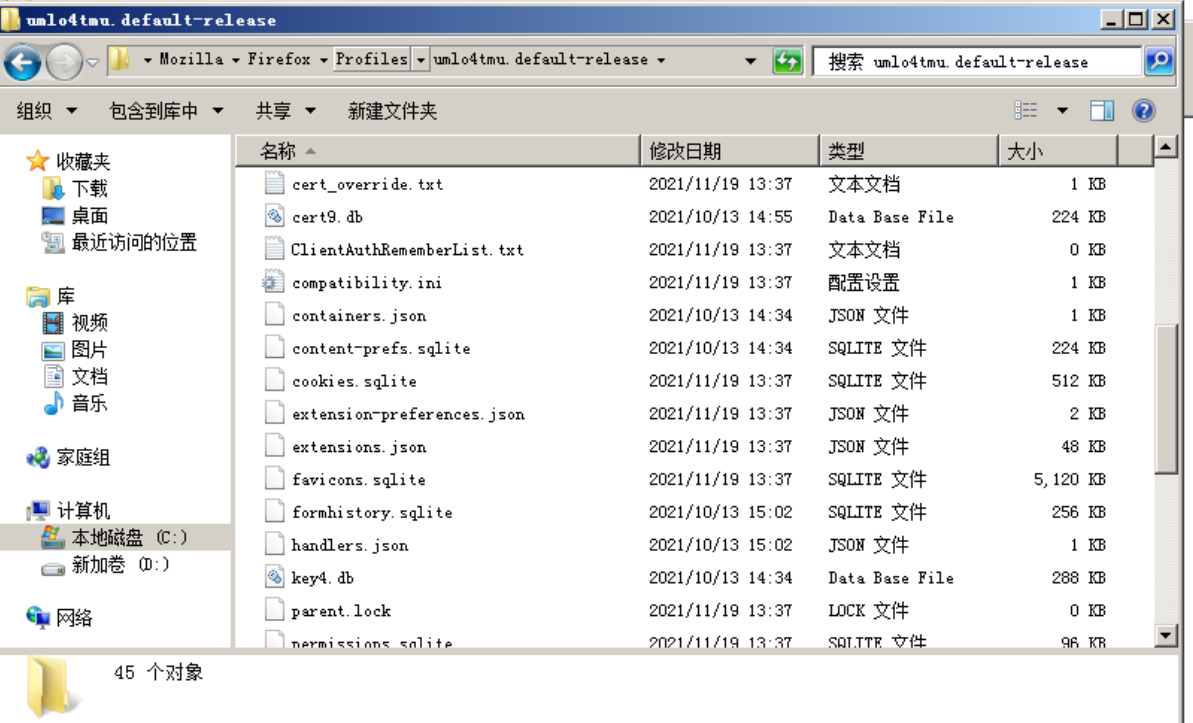 umlo4tmu.default-release
Mozilla Firefox Profiles umlo4tmu.default-release 搜索 umlo4tmu.default-release
组织 包含到库中 共享 新建文件夹
收藏夹
下载
桌面
最近访问的位置
库
视频
图片
文档
音乐
家庭组
计算机
本地磁盘 (C:)
新加卷 (D:)
网络
名称 修改日期 类型 大小
cert_override.txt 2021/11/19 13:37 文本文档 1 KB
cert9.db 2021/10/13 14:55 Data Base File 224 KB
ClientAuthRememberList.txt 2021/11/19 13:37 文本文档 0 KB
compatibility.ini 2021/11/19 13:37 配置设置 1 KB
containers.json 2021/10/13 14:34 JSON 文件 1 KB
content-prefs.sqlite 2021/10/13 14:34 SQLITE 文件 224 KB
cookies.sqlite 2021/11/19 13:37 SQLITE 文件 512 KB
extension-preferences.json 2021/11/19 13:37 JSON 文件 2 KB
extensions.json 2021/11/19 13:37 JSON 文件 48 KB
favicons.sqlite 2021/11/19 13:37 SQLITE 文件 5,120 KB
formhistory.sqlite 2021/10/13 15:02 SQLITE 文件 256 KB
handlers.json 2021/10/13 15:02 JSON 文件 1 KB
key4.db 2021/10/13 14:34 Data Base File 288 KB
parent.lock 2021/11/19 13:37 LOCK 文件 0 KB
permissions.sqlite 2021/11/19 13:37 SQLITE 文件 96 KB
45 个对象